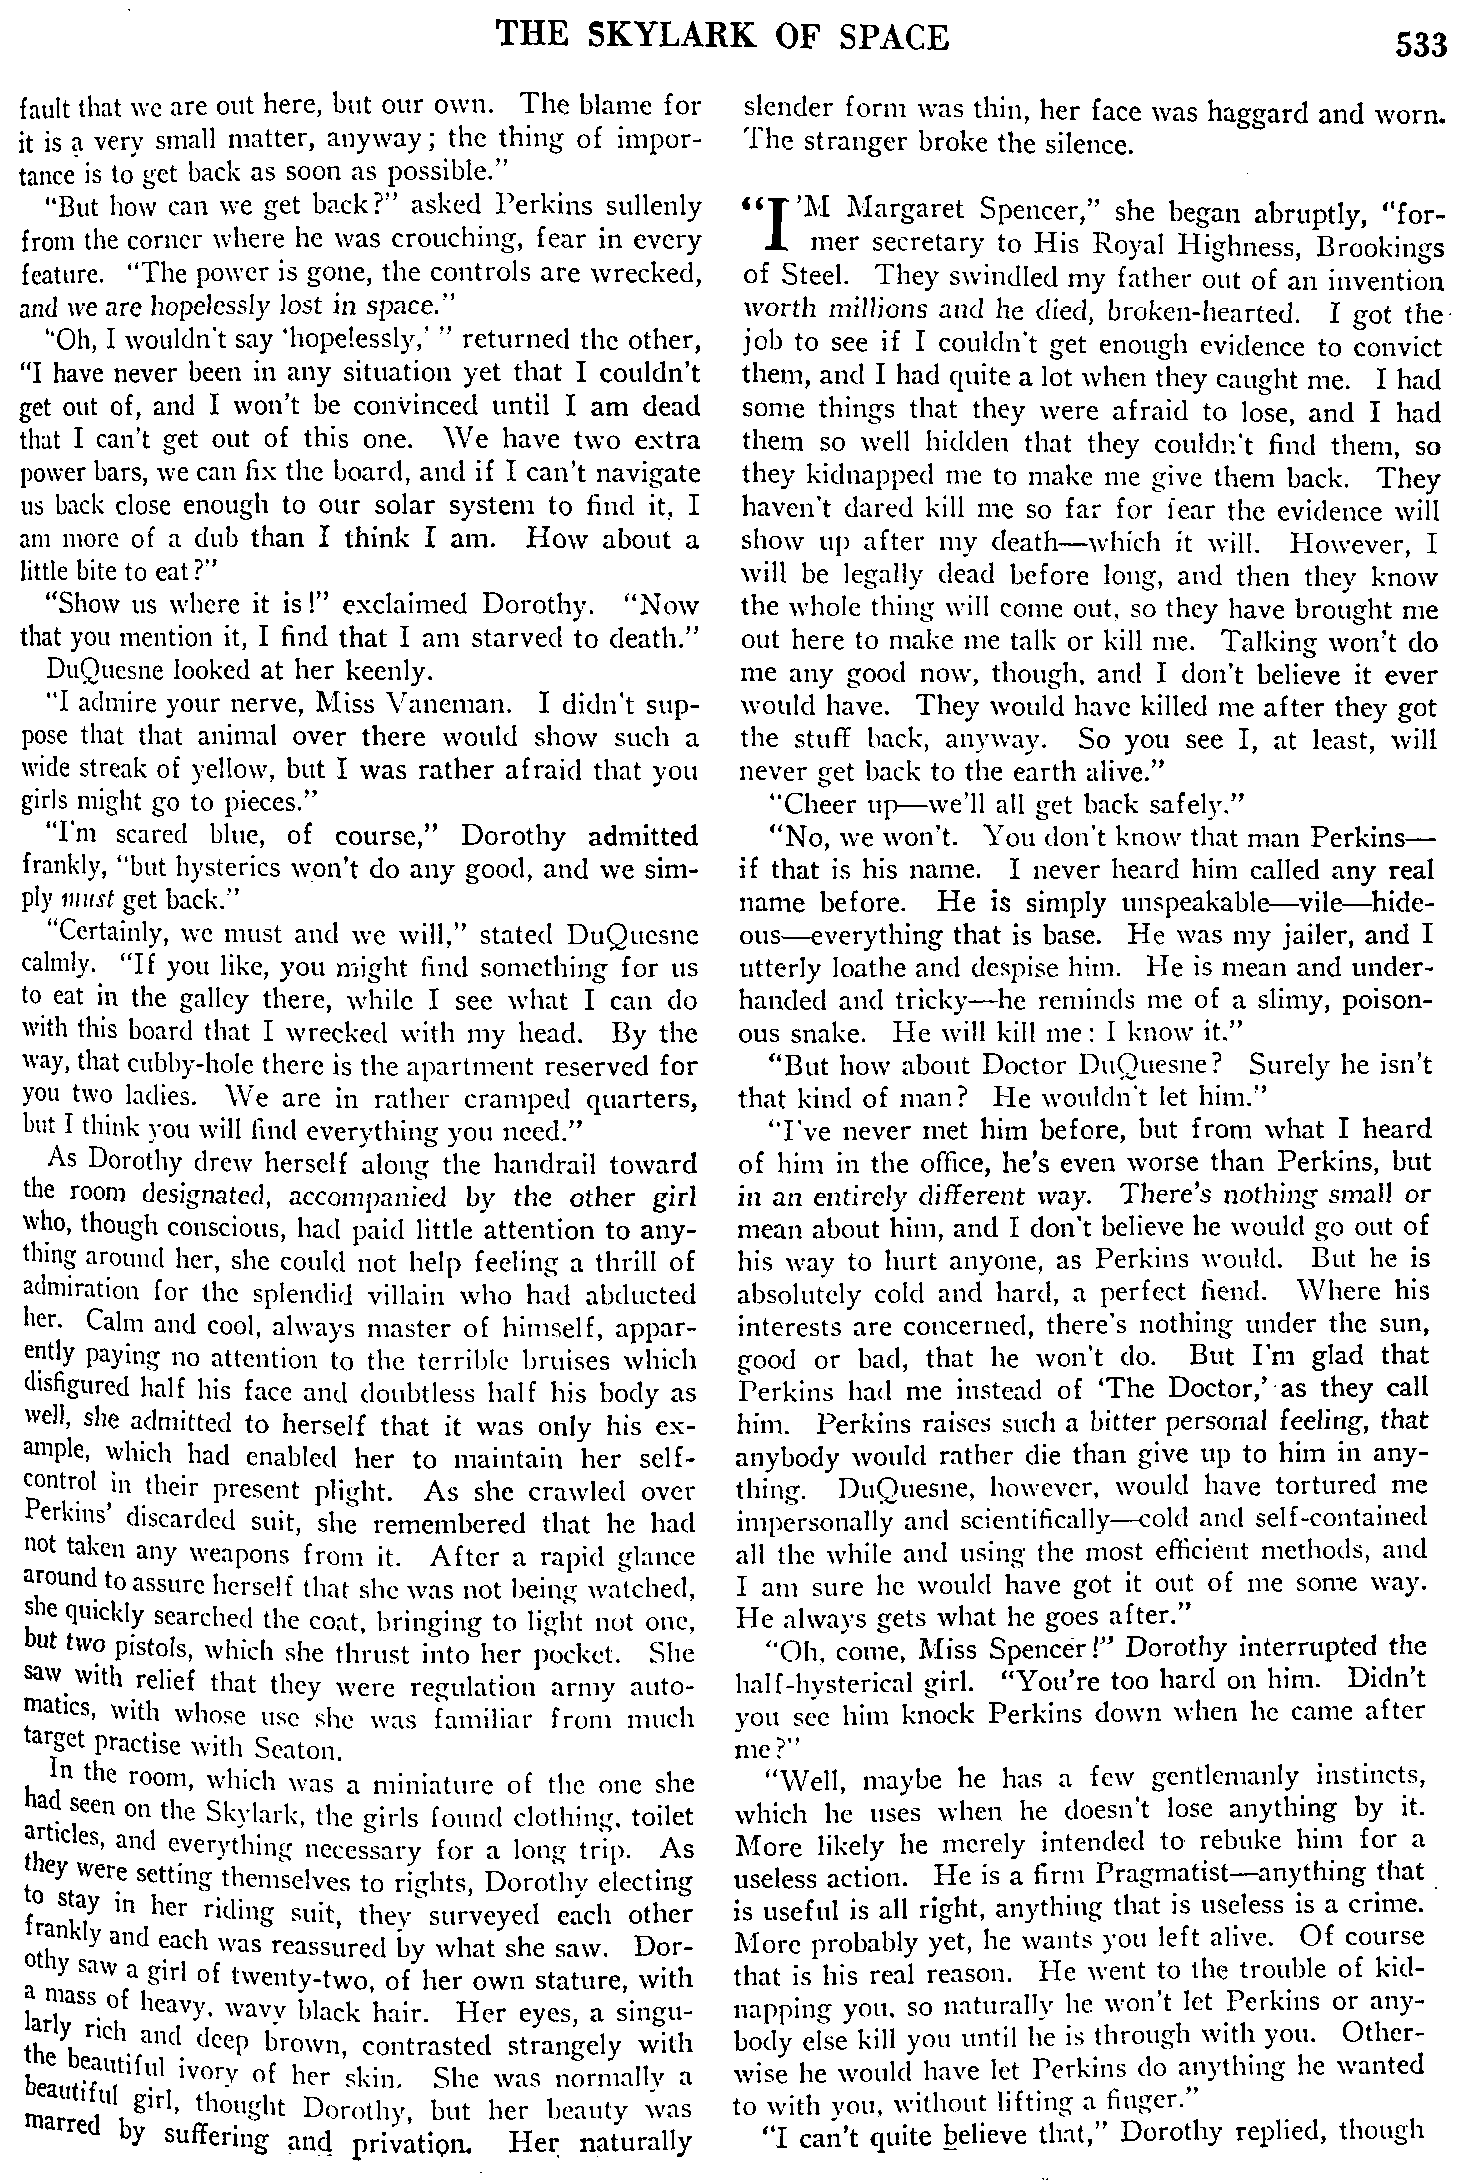 THE SKYLARK OF SPACE
533
fault that we are out here, but our own. The blame for
it is a very small matter, anyway; the thing of impor-
tance is to get back as soon as possible."
"But how can we get back?" asked Perkins sullenly
from the corner where he was crouching, fear in every
feature. "The power is gone, the controls are wrecked,
and we are hopelessly lost in space."
"Oh, I wouldn't say 'hopelessly,' " returned the other,
"I have never been in any situation yet that I couldn't
get out of, and I won't be convinced until I am dead
that I can't get out of this one. We have two extra
power bars, we can fix the board, and if I can't navigate
us back close enough to our solar system to find it, I
am more of a dub than I think I am. How about a
little bite to eat?"
"Show us where it is!" exclaimed Dorothy. "Now
that you mention it, I find that I am starved to death."
DuQuesne looked at her keenly.
"I admire your nerve, Miss Vaneman. I didn't sup-
pose that that animal over there would show such a
wide streak of yellow, but I was rather afraid that you
girls might go to pieces."
"I'm scared blue, of course," Dorothy admitted
frankly, "but hysterics won't do any good, and we sim-
ply must get back."
"Certainly, we must and we will," stated DuQuesne
calmly. "If you like, you might find something for us
to eat in the galley there, while I see what I can do
with this board that I wrecked with my head. By the
way, that cubby-hole there is the apartment reserved for
you two ladies. We are in rather cramped quarters,
but I think you will find everything you need."
As Dorothy drew herself along the handrail toward
the room designated, accompanied by the other girl
who, though conscious, had paid little attention to any-
thing around her, she could not help feeling a thrill of
admiration for the splendid villain who had abducted
her. Calm and cool, always master of himself, appar-
ently paying no attention to the terrible bruises which
disfigured half his face and doubtless half his body as
well, she admitted to herself that it was only his ex-
ample, which had enabled her to maintain her self-
control in their present plight. As she crawled over
Perkins' discarded suit, she remembered that he had
not taken any weapons from it. After a rapid glance
around to assure herself that she was not being watched,
she quickly searched the coat, bringing to light not one,
but two pistols, which she thrust into her pocket. She
saw with relief that they were regulation army auto-
matics, with whose use she was familiar from much
target practise with Seaton.
In the room, which was a miniature of the one she
had seen on the Skylark, the girls found clothing, toilet
articles, and everything necessary for a long trip. As
they were setting themselves to rights, Dorothy electing
to stay in her riding suit, they surveyed each other
frankly and each was reassured by what she saw. Dor-
othy saw a girl of twenty-two, of her own stature, with
a mass of heavy, wavy black hair. Her eyes, a singu-
larly rich and deep brown, contrasted strangely with
the beautiful ivory of her skin. She was normally a
beautiful girl, thought Dorothy, but her beauty was
marred by suffering and privation. Her naturally
slender form was thin, her face was haggard and worn.
The stranger broke the silence.
"I'M Margaret Spencer," she began abruptly, "for-
mer secretary to His Royal Highness, Brookings
of Steel. They swindled my father out of an invention
worth millions and he died, broken-hearted. I got the
job to see if I couldn't get enough evidence to convict
them, and I had quite a lot when they caught me. I had
some things that they were afraid to lose, and I had
them so well hidden that they couldn't find them, so
they kidnapped me to make me give them back. They
haven't dared kill me so far for fear the evidence will
show up after my death—which it will. However, I
will be legally dead before long, and then they know
the whole thing will come out, so they have brought me
out here to make me talk or kill me. Talking won't do
me any good now, though, and I don't believe it ever
would have. They would have killed me after they got
the stuff back, anyway. So you see I, at least, will
never get back to the earth alive."
"Cheer up—we'll all get back safely."
"No, we won't. You don't know that man Perkins—
if that is his name. I never heard him called any real
name before. He is simply unspeakable—vile—hide-
ous—everything that is base. He was my jailer, and I
utterly loathe and despise him. He is mean and under-
handed and tricky—he reminds me of a slimy, poison-
ous snake. He will kill me: I know it."
"But how about Doctor DuQuesne? Surely he isn't
that kind of man? He wouldn't let him."
"I've never met him before, but from what I heard
of him in the office, he's even worse than Perkins, but
in an entirely different way. There's nothing small or
mean about him, and I don't believe he would go out of
his way to hurt anyone, as Perkins would. But he is
absolutely cold and hard, a perfect fiend. Where his
interests are concerned, there's nothing under the sun,
good or bad, that he won't do. But I'm glad that
Perkins had me instead of 'The Doctor,' as they call
him. Perkins raises such a bitter personal feeling, that
anybody would rather die than give up to him in any-
thing. DuQuesne, however, would have tortured me
impersonally and scientifically—cold and self-contained
all the while and using the most efficient methods, and
I am sure he would have got it out of me some way.
He always gets what he goes after."
"Oh, come, Miss Spencer!" Dorothy interrupted the
half-hysterical girl. "You're too hard on him. Didn't
you see him knock Perkins down when he came after
me?"
"Well, maybe he has a few gentlemanly instincts,
which he uses when he doesn't lose anything by it.
More likely he merely intended to rebuke him for a
useless action. He is a firm Pragmatist—anything that
is useful is all right, anything that is useless is a crime.
More probably yet, he wants you left alive. Of course
that is his real reason. He went to the trouble of kid-
napping you, so naturally he won't let Perkins or any-
body else kill you until he is through with you. Other-
wise he would have let Perkins do anything he wanted
to with you, without lifting a finger."
"I can't quite believe that," Dorothy replied, though